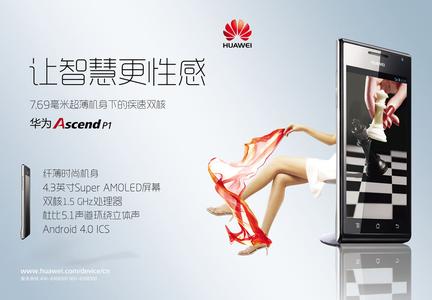 HUAWEI
让智慧更性感
7.69毫米超薄机身下的疾速双核
华为 Ascend P1
纤薄时尚机身
4.3英寸Super AMOLED屏幕
双核1.5 GHz处理器
杜比5.1声道环绕立体声
Android 4.0 ICS
www.huawei.com/device/cn